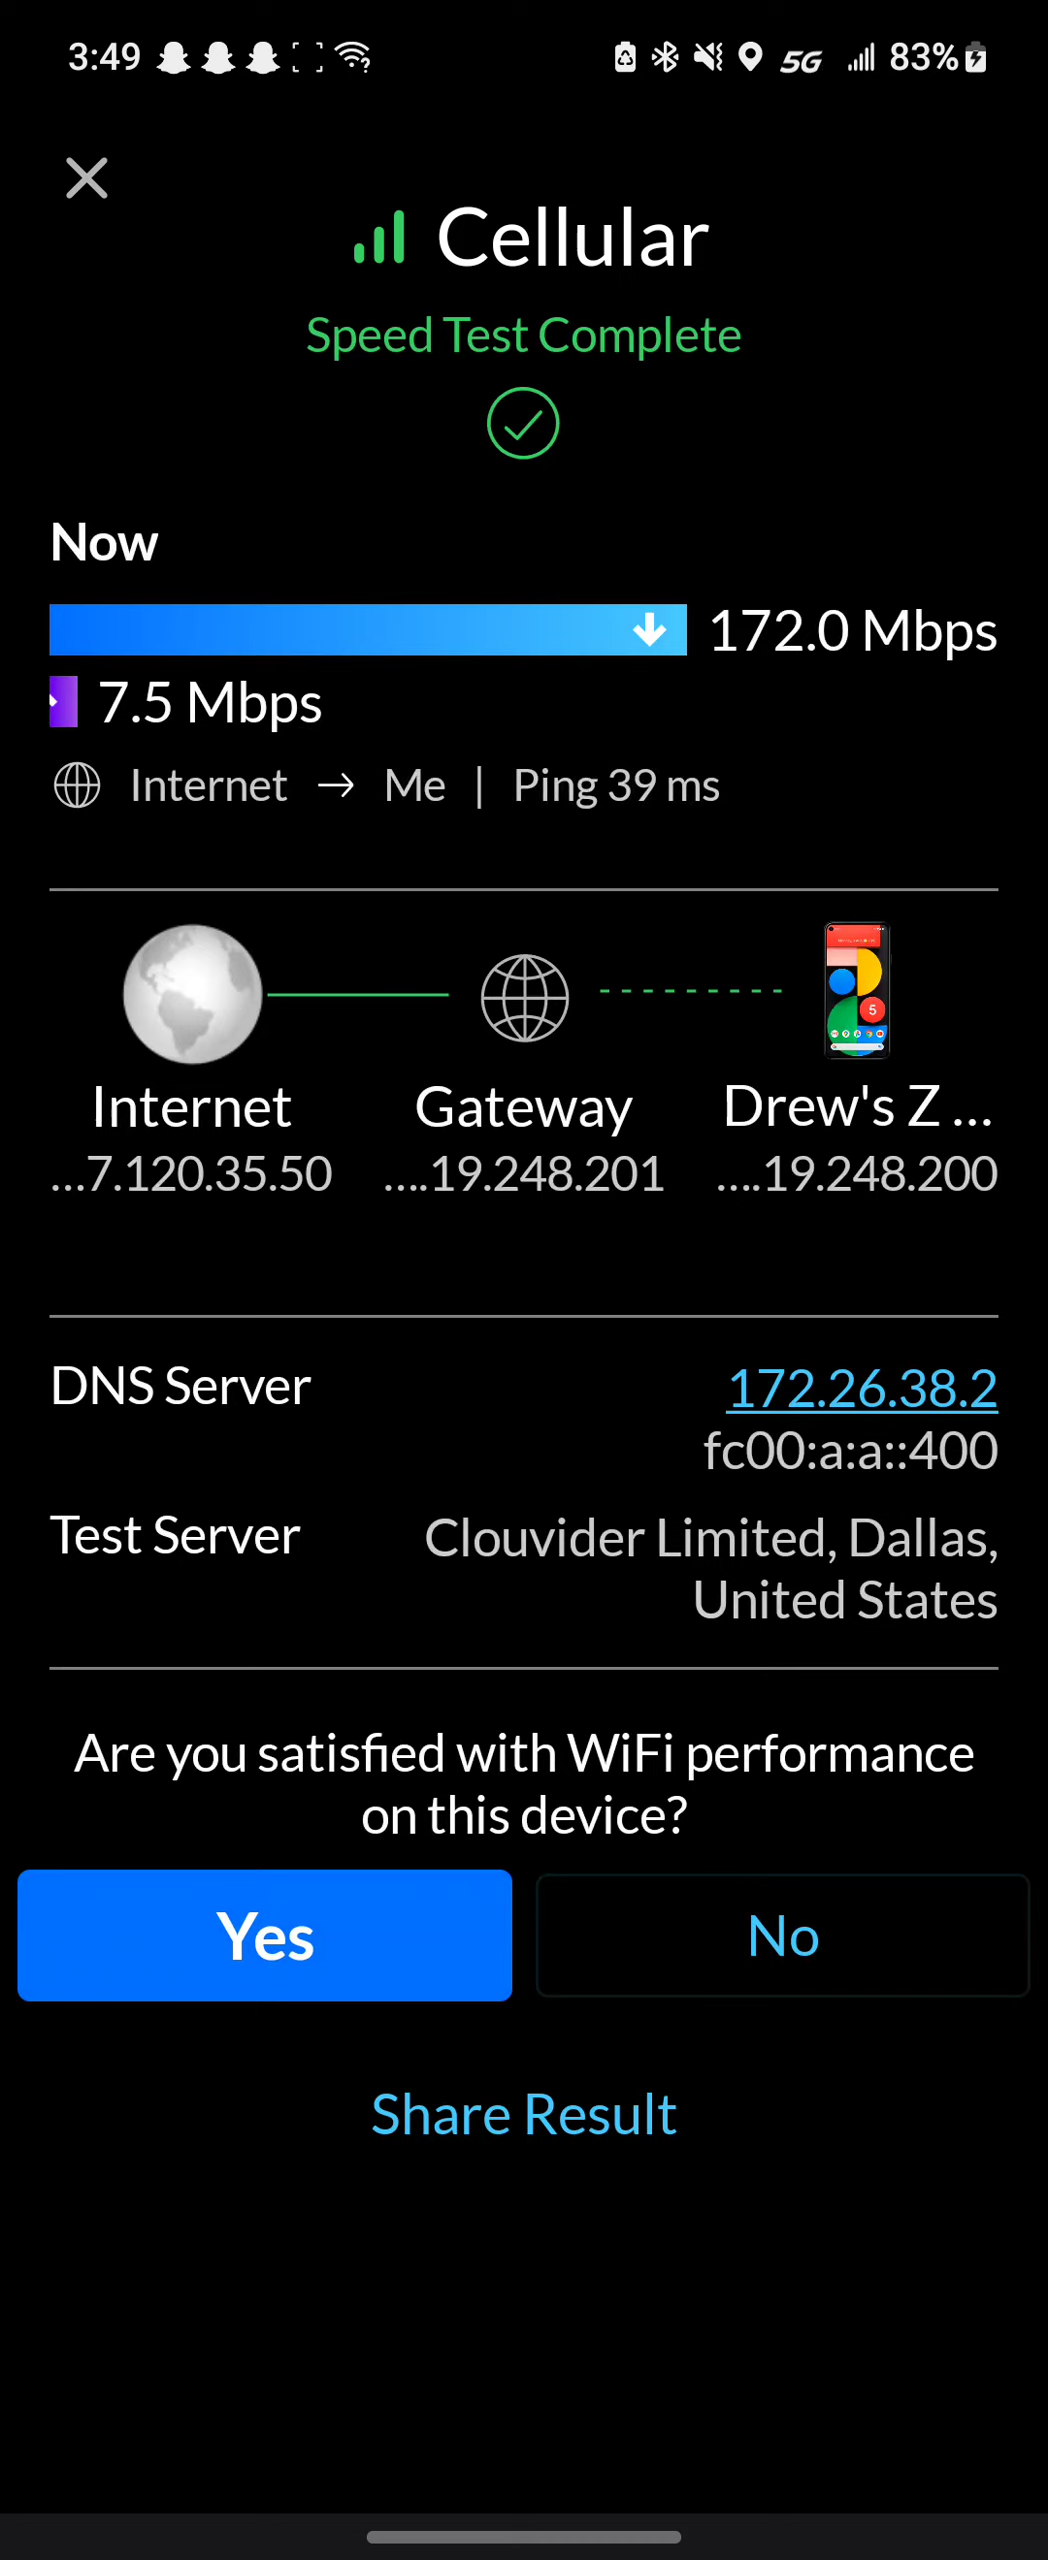 3:49 5G 83%
Cellular
Speed Test Complete
Now
172.0 Mbps
7.5 Mbps
Internet → Me | Ping 39 ms
Internet Gateway Drew's Z ...
...7.120.35.50 ....19.248.201 ....19.248.200
DNS Server 172.26.38.2
fc00:a:a::400
Test Server Clouvider Limited, Dallas,
United States
Are you satisfied with WiFi performance
on this device?
Yes No
Share Result